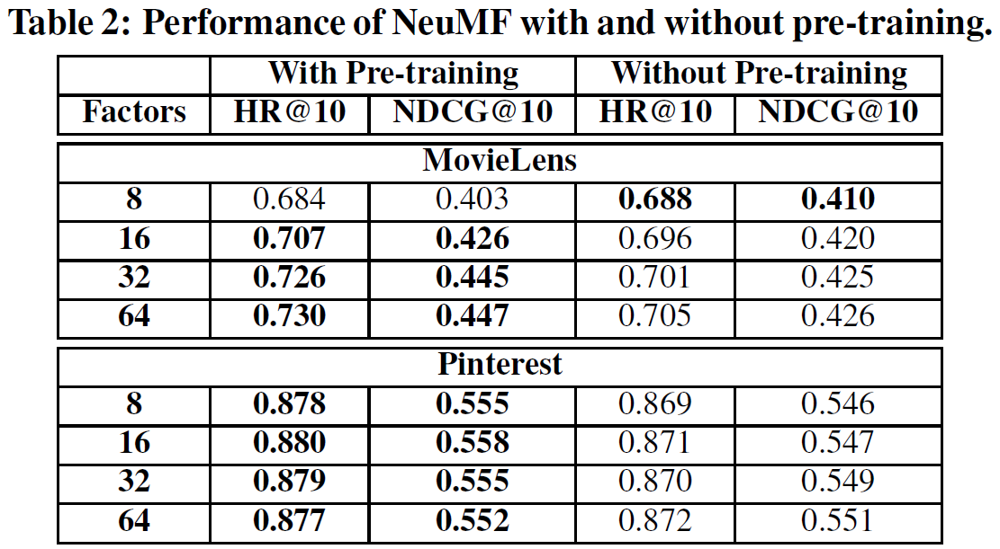 Table 2: Performance of NeuMF with and without pre-training.
With Pre-training Without Pre-training
Factors HR@10 NDCG@10 HR@10 NDCG@10
MovieLens
8 0.684 0.403 0.688 0.410
16 0.707 0.426 0.696 0.420
32 0.726 0.445 0.701 0.425
64 0.730 0.447 0.705 0.426
Pinterest
8 0.878 0.555 0.869 0.546
16 0.880 0.558 0.871 0.547
32 0.879 0.555 0.870 0.549
64 0.877 0.552 0.872 0.551